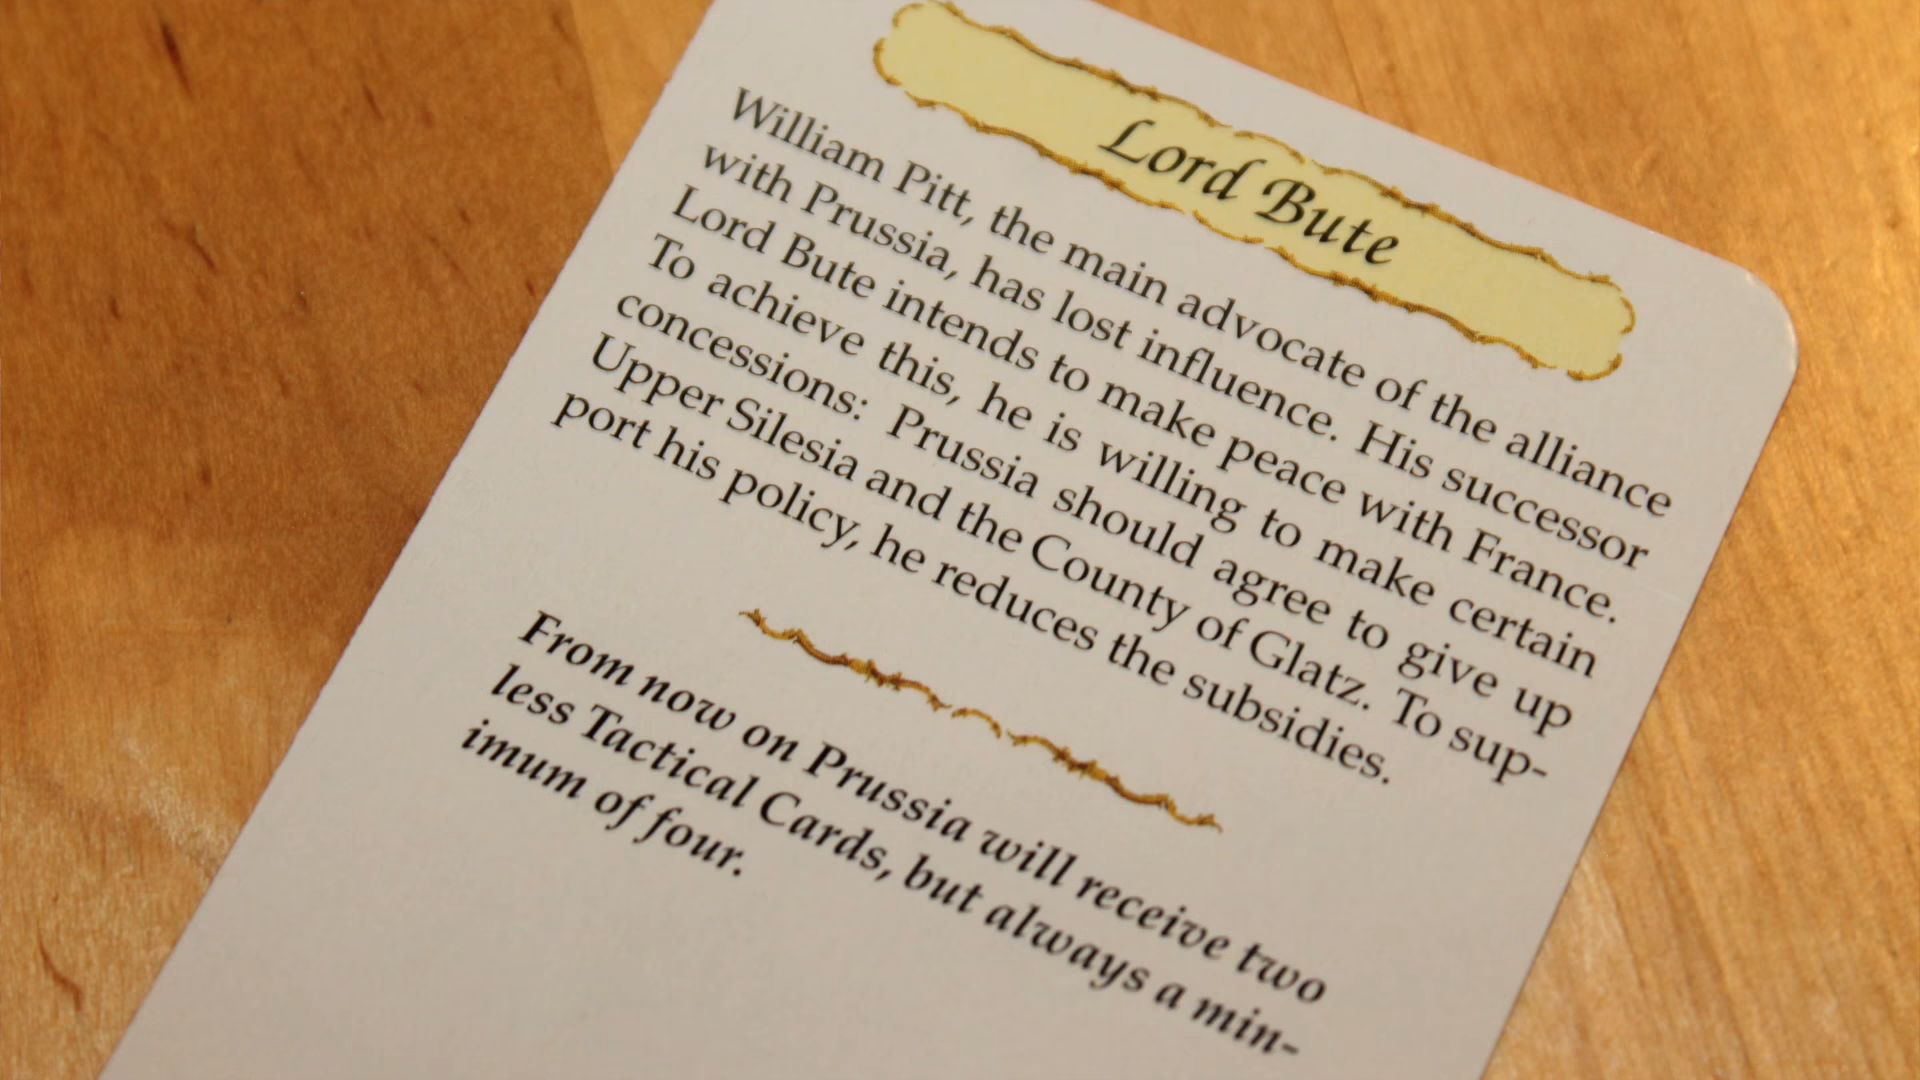 Lord Bute
William Pitt, the main advocate of the alliance
with Prussia, has lost influence. His successor
Lord Bute intends to make peace with France.
To achieve this, he is willing to make certain
concessions: Prussia should agree to give up
Upper Silesia and the County of Glatz. To sup-
port his policy, he reduces the subsidies.
From now on Prussia will receive two
less Tactical Cards, but always a min-
imum of four.